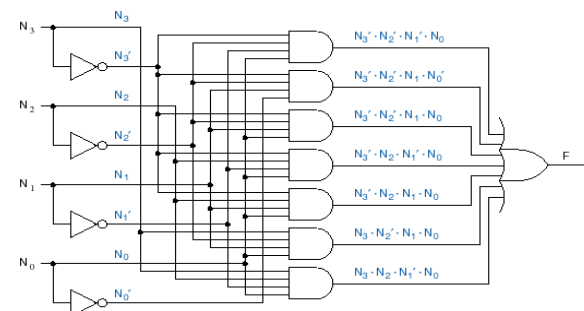 N₃ N₃ N₃′ · N₂′ · N₁′ · N₀
N₃′
N₃′ · N₂′ · N₁ · N₀′
N₂ N₂
N₃′ · N₂′ · N₁ · N₀
N₂′
N₃′ · N₂ · N₁′ · N₀ F
N₁ N₁
N₃′ · N₂ · N₁ · N₀
N₁′
N₃ · N₂′ · N₁ · N₀
N₀ N₀
N₃ · N₂ · N₁′ · N₀
N₀′